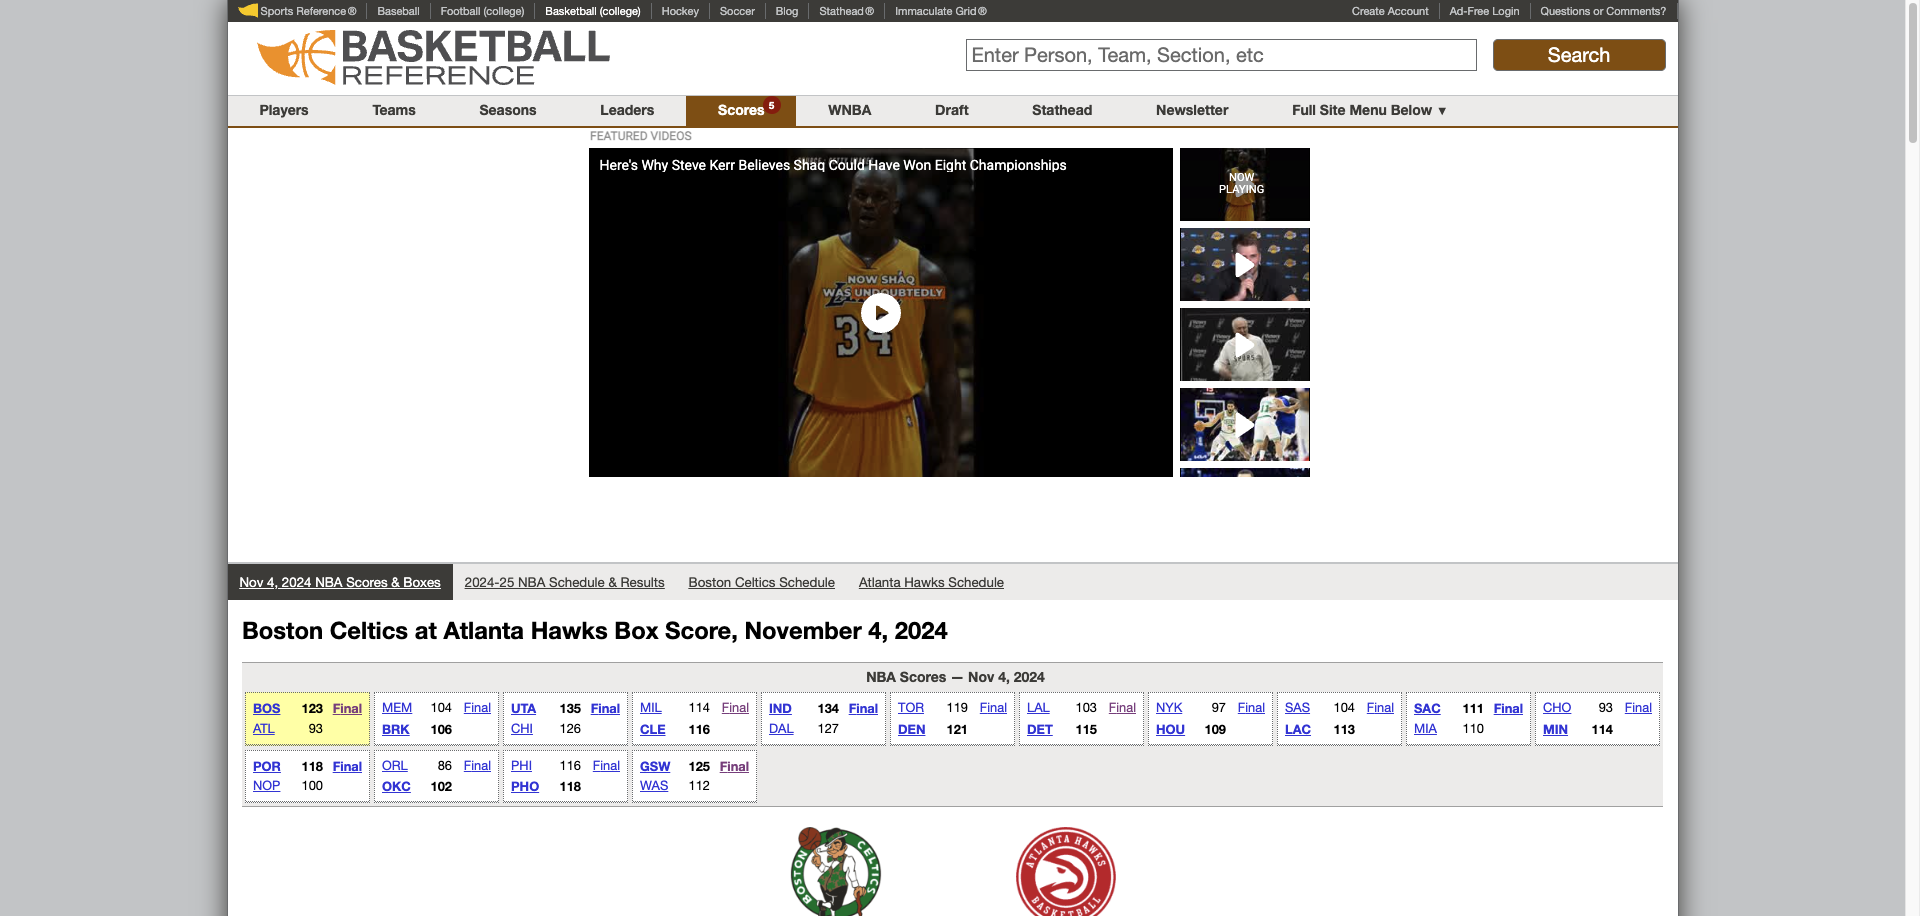 Sports Reference® Baseball Football (college) Basketball (college) Hockey Soccer Blog Stathead® Immaculate Grid® Create Account Ad-Free Login Questions or Comments?
BASKETBALL
REFERENCE
Enter Person, Team, Section, etc Search
Players Teams Seasons Leaders Scores 5 WNBA Draft Stathead Newsletter Full Site Menu Below ▼
FEATURED VIDEOS
Here's Why Steve Kerr Believes Shaq Could Have Won Eight Championships
NOW
PLAYING
NOW SHAQ
WAS UNDOUBTEDLY
34
SPURS
Nov 4, 2024 NBA Scores & Boxes 2024-25 NBA Schedule & Results Boston Celtics Schedule Atlanta Hawks Schedule
Boston Celtics at Atlanta Hawks Box Score, November 4, 2024
NBA Scores — Nov 4, 2024
BOS 123 Final MEM 104 Final UTA 135 Final MIL 114 Final IND 134 Final TOR 119 Final LAL 103 Final NYK 97 Final SAS 104 Final SAC 111 Final CHO 93 Final
ATL 93 BRK 106 CHI 126 CLE 116 DAL 127 DEN 121 DET 115 HOU 109 LAC 113 MIA 110 MIN 114
POR 118 Final ORL 86 Final PHI 116 Final GSW 125 Final
NOP 100 OKC 102 PHO 118 WAS 112
BOSTON CELTICS
ATLANTA HAWKS
BASKETBALL